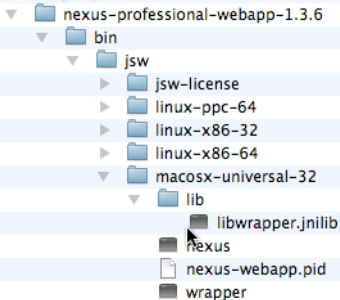 nexus-professional-webapp-1.3.6
bin
jsw
jsw-license
linux-ppc-64
linux-x86-32
linux-x86-64
macosx-universal-32
lib
libwrapper.jnilib
nexus
nexus-webapp.pid
wrapper